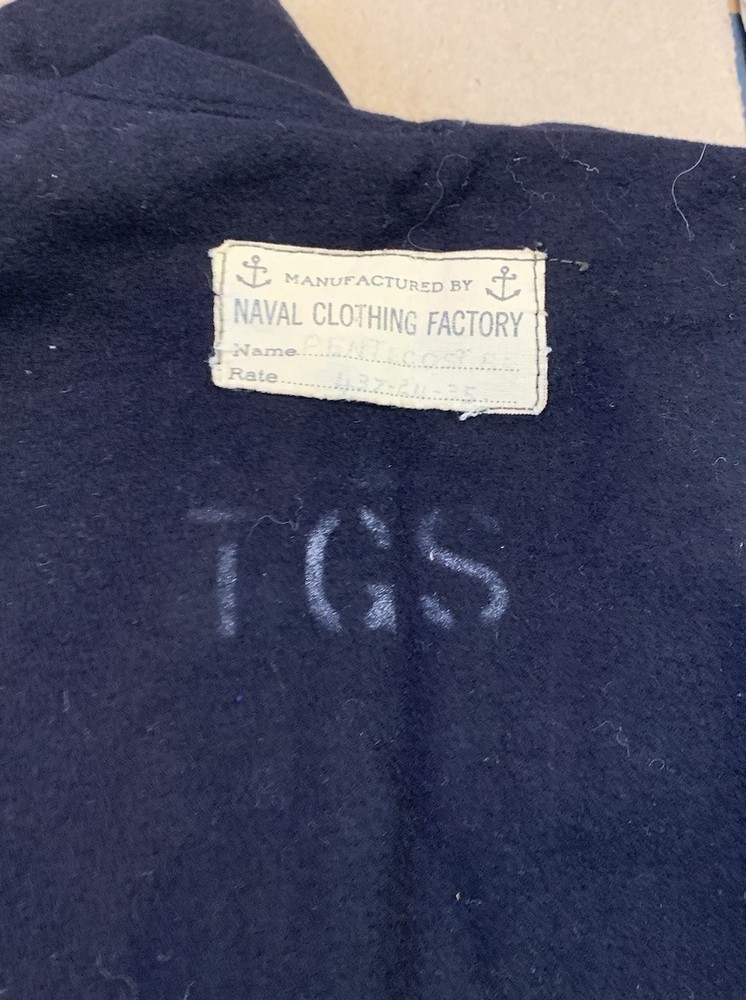 MANUFACTURED BY
NAVAL CLOTHING FACTORY
Name
Rate
TGS